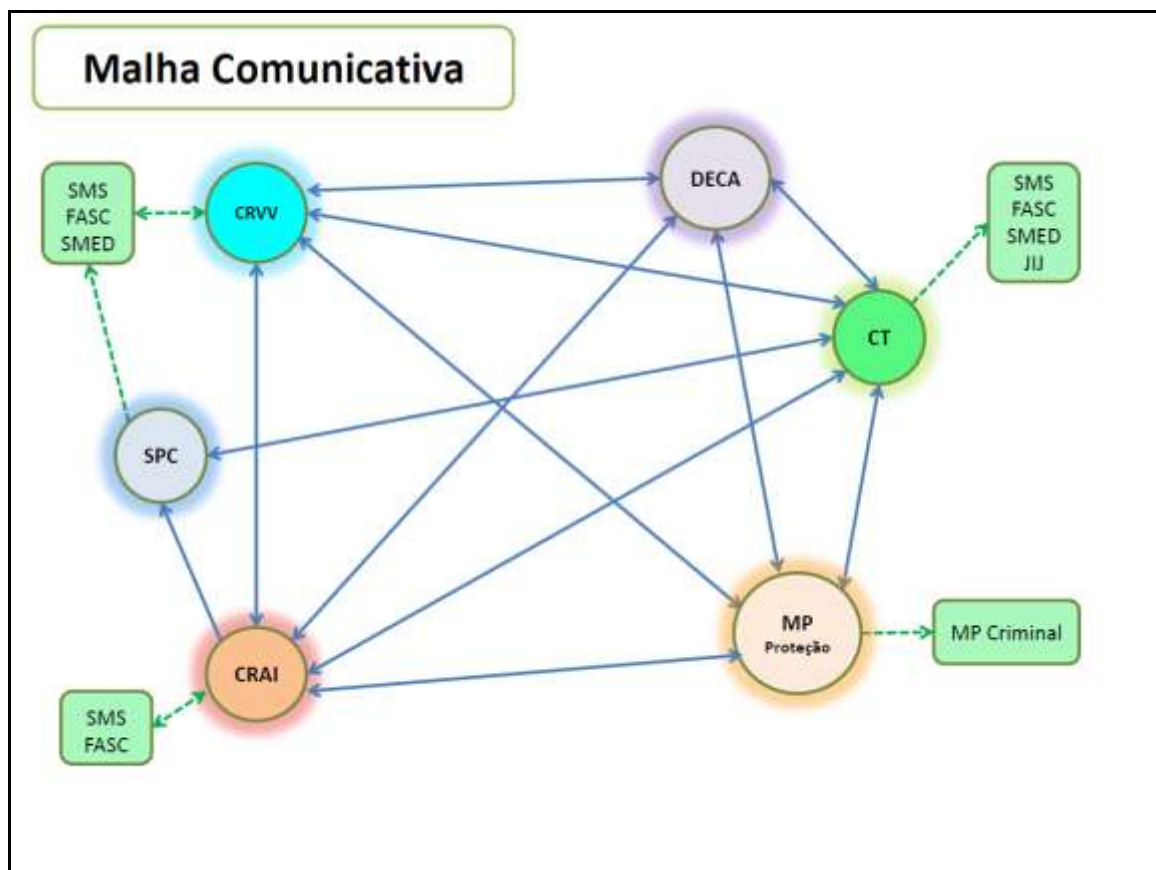 Malha Comunicativa
SMS
FASC
SMED
CRVV
DECA
SMS
FASC
SMED
JIJ
CT
SPC
MP
Proteção
MP Criminal
CRAI
SMS
FASC